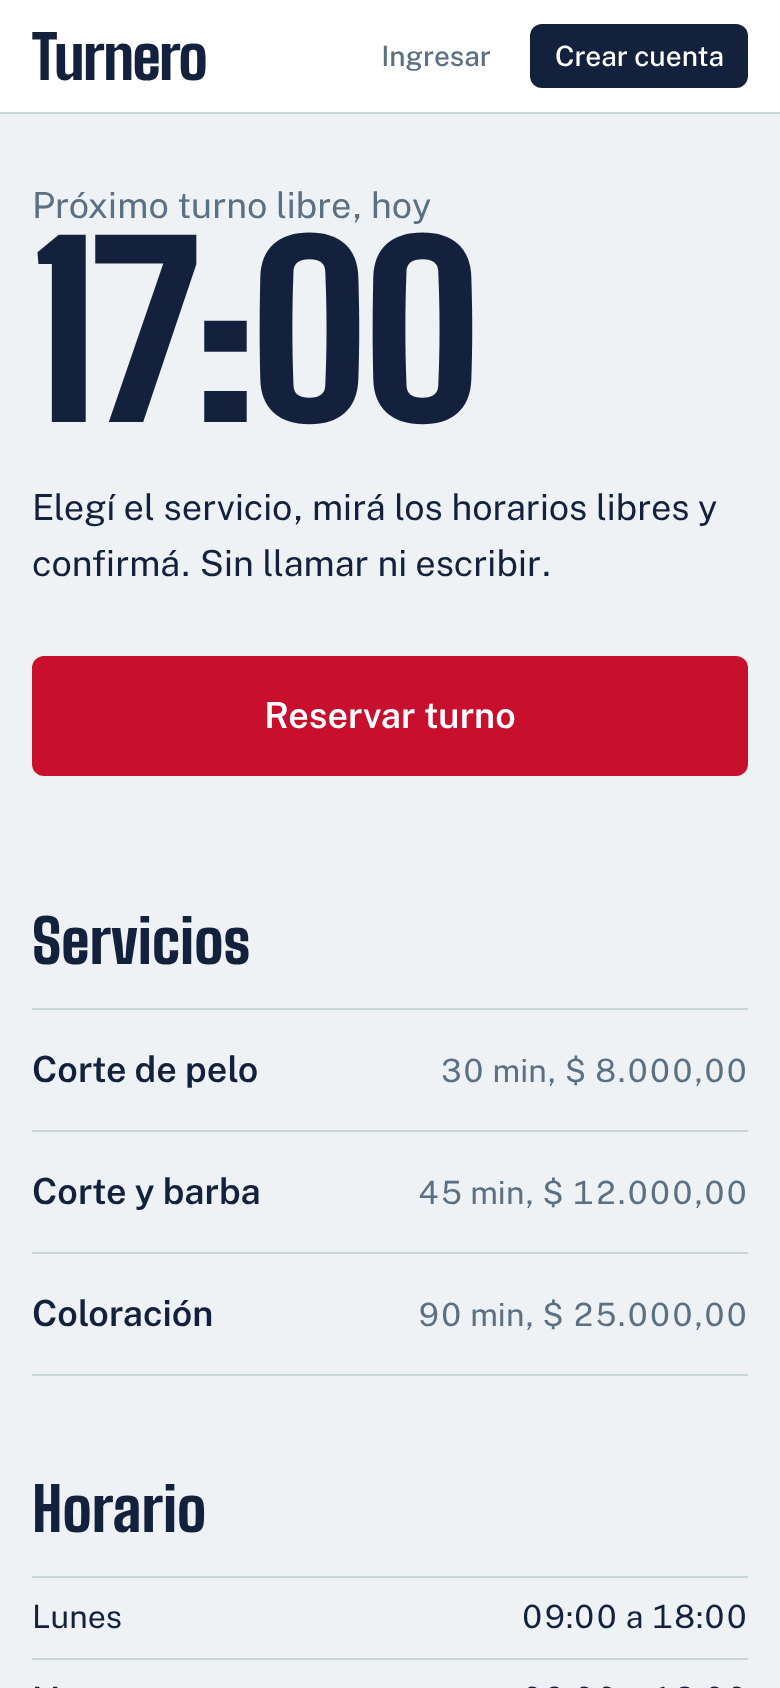 Turnero
Ingresar
Crear cuenta
Próximo turno libre, hoy
17:00
Elegí el servicio, mirá los horarios libres y
confirmá. Sin llamar ni escribir.
Reservar turno
Servicios
Corte de pelo
30 min, $ 8.000,00
Corte y barba
45 min, $ 12.000,00
Coloración
90 min, $ 25.000,00
Horario
Lunes
09:00 a 18:00